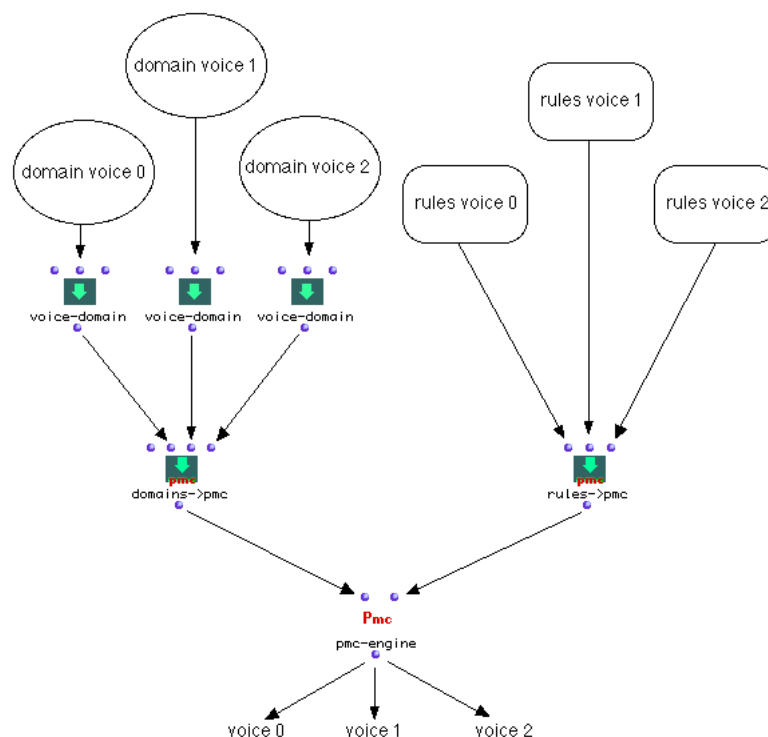 domain voice 1
rules voice 1
domain voice 0
domain voice 2
rules voice 0
rules voice 2
voice-domain
voice-domain
voice-domain
pmc
domains->pmc
pmc
rules->pmc
Pmc
pmc-engine
voice 0
voice 1
voice 2